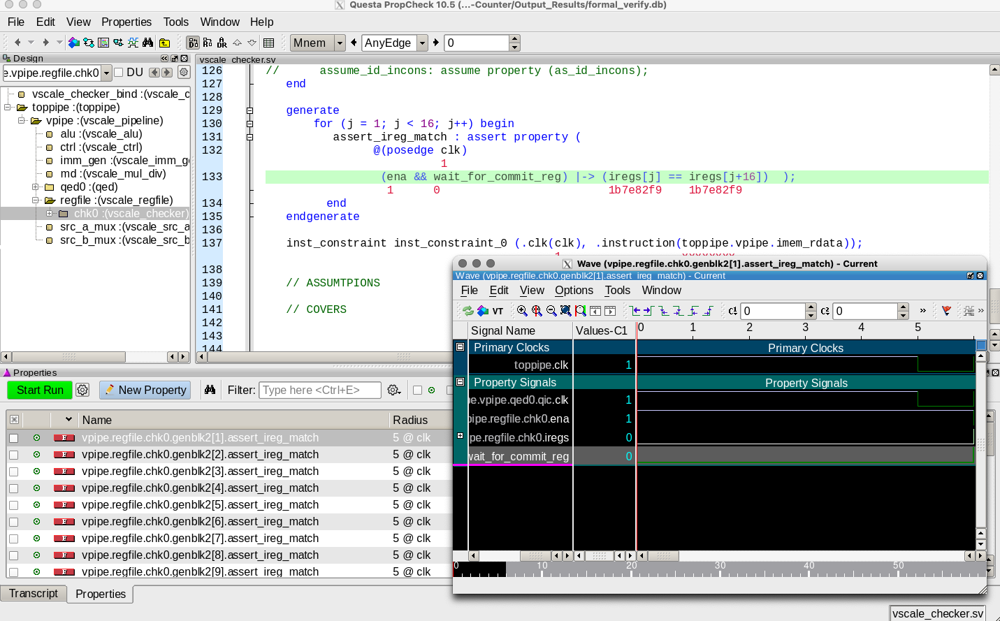 Questa PropCheck 10.5 (...-Counter/Output_Results/formal_verify.db)
File Edit View Properties Tools Window Help
Mnem AnyEdge 0
Design
e.vpipe.regfile.chk0 DU
vscale_checker_bind :(vscale_c
toppipe :(toppipe)
vpipe :(vscale_pipeline)
alu :(vscale_alu)
ctrl :(vscale_ctrl)
imm_gen :(vscale_imm_ge
md :(vscale_mul_div)
qed0 :(qed)
regfile :(vscale_regfile)
chk0 :(vscale_checker)
src_a_mux :(vscale_src_a
src_b_mux :(vscale_src_b
vscale_checker.sv
126 // assume_id_incons: assume property (as_id_incons);
127 end
128
129 generate
130 for (j = 1; j < 16; j++) begin
131 assert_ireg_match : assert property (
132 @(posedge clk)
1
133 (ena && wait_for_commit_reg) |-> (iregs[j] == iregs[j+16]) );
1 0 1b7e82f9 1b7e82f9
134 end
135 endgenerate
136
137 inst_constraint inst_constraint_0 (.clk(clk), .instruction(toppipe.vpipe.imem_rdata));
138
139 // ASSUMTPIONS
140
141 // COVERS
142
143
144
Properties
Start Run New Property Filter: Type here <Ctrl+E>
Name Radius
vpipe.regfile.chk0.genblk2[1].assert_ireg_match 5 @ clk
vpipe.regfile.chk0.genblk2[2].assert_ireg_match 5 @ clk
vpipe.regfile.chk0.genblk2[3].assert_ireg_match 5 @ clk
vpipe.regfile.chk0.genblk2[4].assert_ireg_match 5 @ clk
vpipe.regfile.chk0.genblk2[5].assert_ireg_match 5 @ clk
vpipe.regfile.chk0.genblk2[6].assert_ireg_match 5 @ clk
vpipe.regfile.chk0.genblk2[7].assert_ireg_match 5 @ clk
vpipe.regfile.chk0.genblk2[8].assert_ireg_match 5 @ clk
vpipe.regfile.chk0.genblk2[9].assert_ireg_match 5 @ clk
Transcript Properties
Wave (vpipe.regfile.chk0.genblk2[1].assert_ireg_match) - Current
Wave (vpipe.regfile.chk0.genblk2[1].assert_ireg_match) - Current
File Edit View Options Tools Window
VT C1 0 C2 0 »
Signal Name Values-C1 0 1 2 3 4 5
Primary Clocks Primary Clocks
toppipe.clk 1
Property Signals Property Signals
pe.vpipe.qed0.qic.clk 1
pipe.regfile.chk0.ena 1
pe.regfile.chk0.iregs 0
wait_for_commit_reg 0
0 10 20 30 40 50
vscale_checker.sv